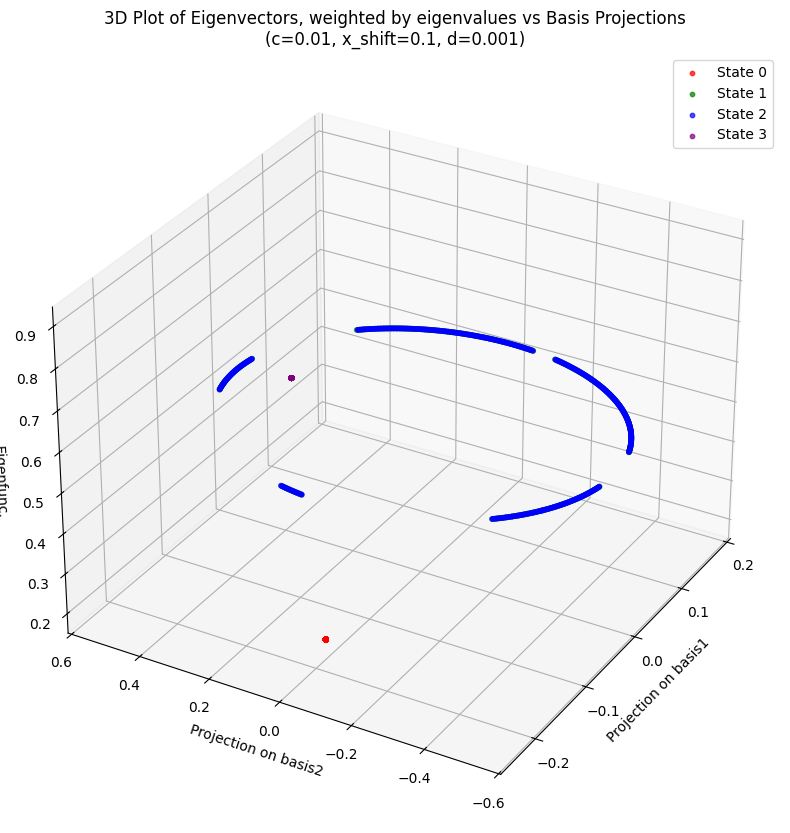 3D Plot of Eigenvectors, weighted by eigenvalues vs Basis Projections
(c=0.01, x_shift=0.1, d=0.001)
State 0
State 1
State 2
State 3
0.9
0.8
0.7
0.6
0.5
0.4
0.3
0.2
0.6
0.4
0.2
0.0
−0.2
−0.4
−0.6
Projection on basis2
0.2
0.1
0.0
−0.1
−0.2
Projection on basis1